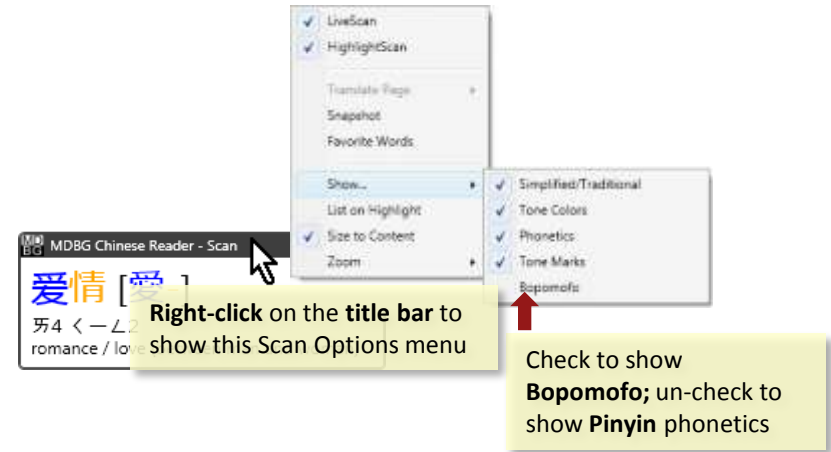 LiveScan
HighlightScan
Translate Page
Snapshot
Favorite Words
Show...
List on Highlight
Size to Content
Zoom
Simplified/Traditional
Tone Colors
Phonetics
Tone Marks
Bopomofo
MDBG
MDBG Chinese Reader - Scan
爱情 [愛-]
ㄞ4 ㄑㄧㄥ2
romance /
Right-click on the title bar to
show this Scan Options menu
Check to show
Bopomofo; un-check to
show Pinyin phonetics